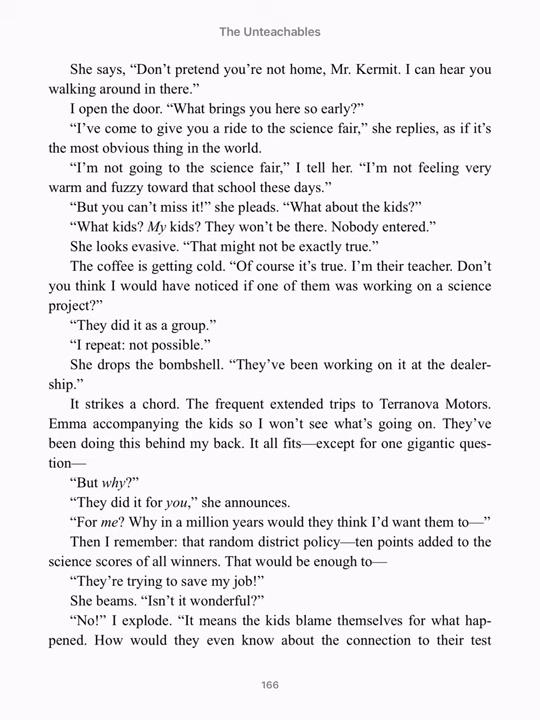 The Unteachables
She says, “Don’t pretend you’re not home, Mr. Kermit. I can hear you
walking around in there.”
I open the door. “What brings you here so early?”
“I’ve come to give you a ride to the science fair,” she replies, as if it’s
the most obvious thing in the world.
“I’m not going to the science fair,” I tell her. “I’m not feeling very
warm and fuzzy toward that school these days.”
“But you can’t miss it!” she pleads. “What about the kids?”
“What kids? My kids? They won’t be there. Nobody entered.”
She looks evasive. “That might not be exactly true.”
The coffee is getting cold. “Of course it’s true. I’m their teacher. Don’t
you think I would have noticed if one of them was working on a science
project?”
“They did it as a group.”
“I repeat: not possible.”
She drops the bombshell. “They’ve been working on it at the dealer-
ship.”
It strikes a chord. The frequent extended trips to Terranova Motors.
Emma accompanying the kids so I won’t see what’s going on. They’ve
been doing this behind my back. It all fits—except for one gigantic ques-
tion—
“But why?”
“They did it for you,” she announces.
“For me? Why in a million years would they think I’d want them to—”
Then I remember: that random district policy—ten points added to the
science scores of all winners. That would be enough to—
“They’re trying to save my job!”
She beams. “Isn’t it wonderful?”
“No!” I explode. “It means the kids blame themselves for what hap-
pened. How would they even know about the connection to their test
166